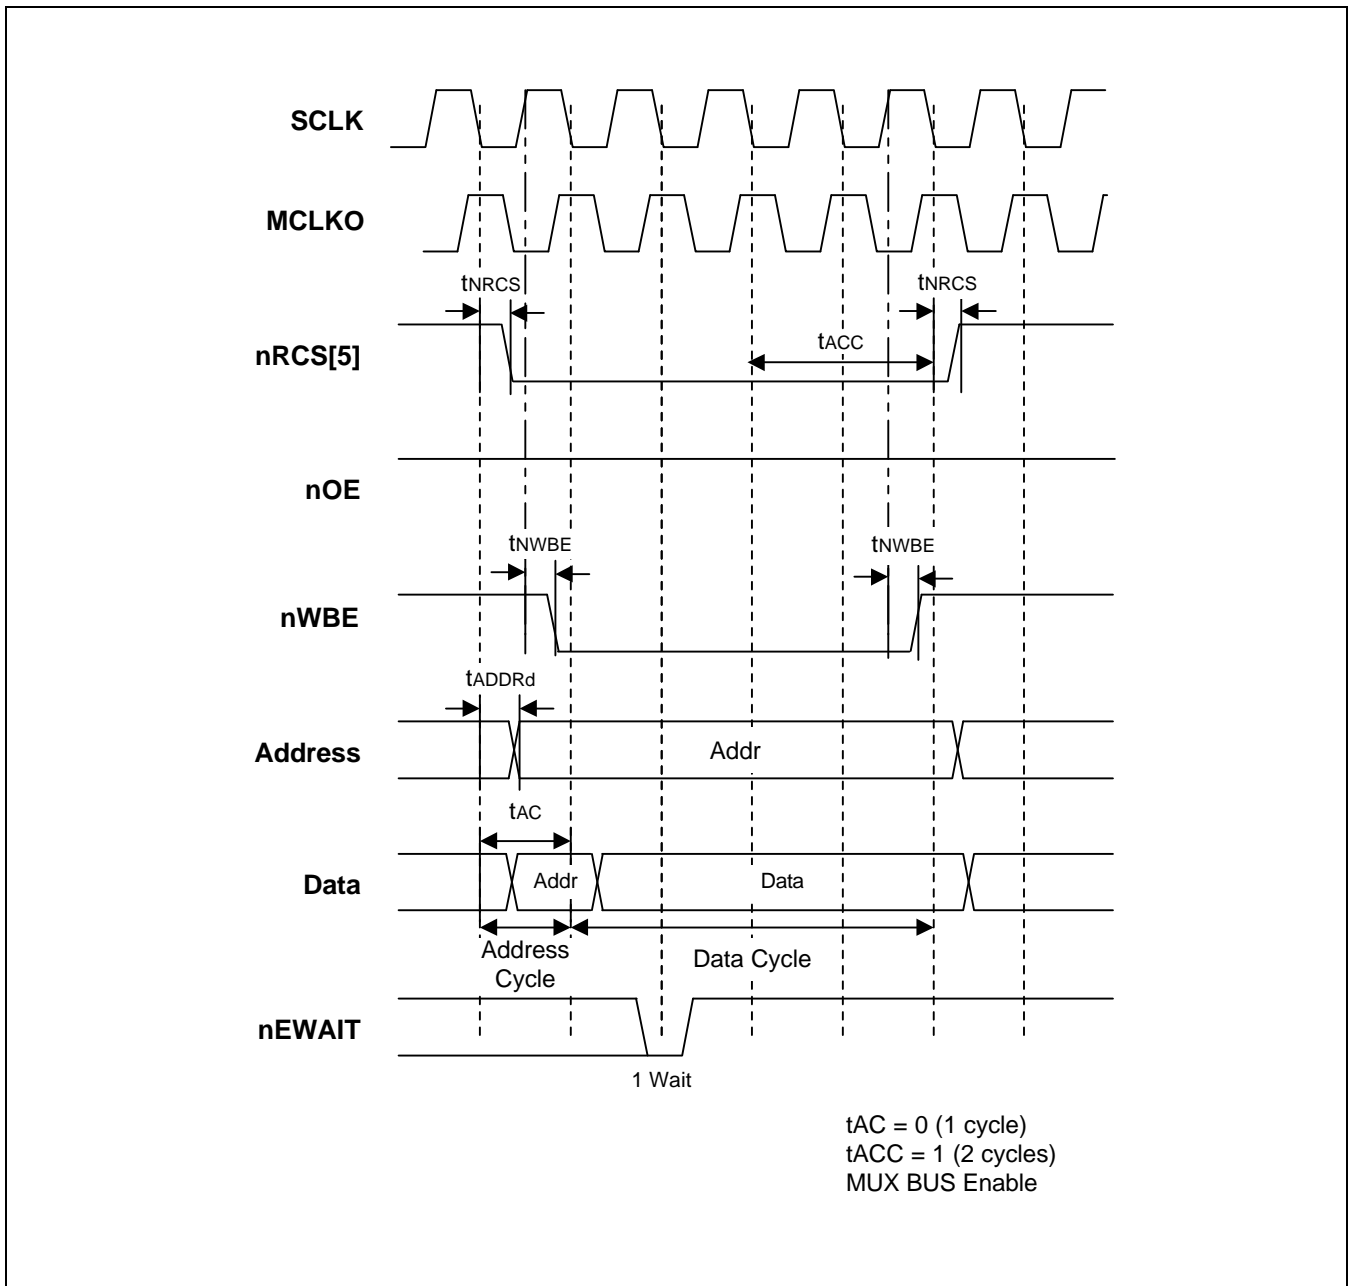 SCLK
MCLKO
tNRCS
tNRCS
nRCS[5]
tACC
nOE
tNWBE
tNWBE
nWBE
tADDRd
Address
Addr
tAC
Data
Addr
Data
Address
Cycle
Data Cycle
nEWAIT
1 Wait
tAC = 0 (1 cycle)
tACC = 1 (2 cycles)
MUX BUS Enable